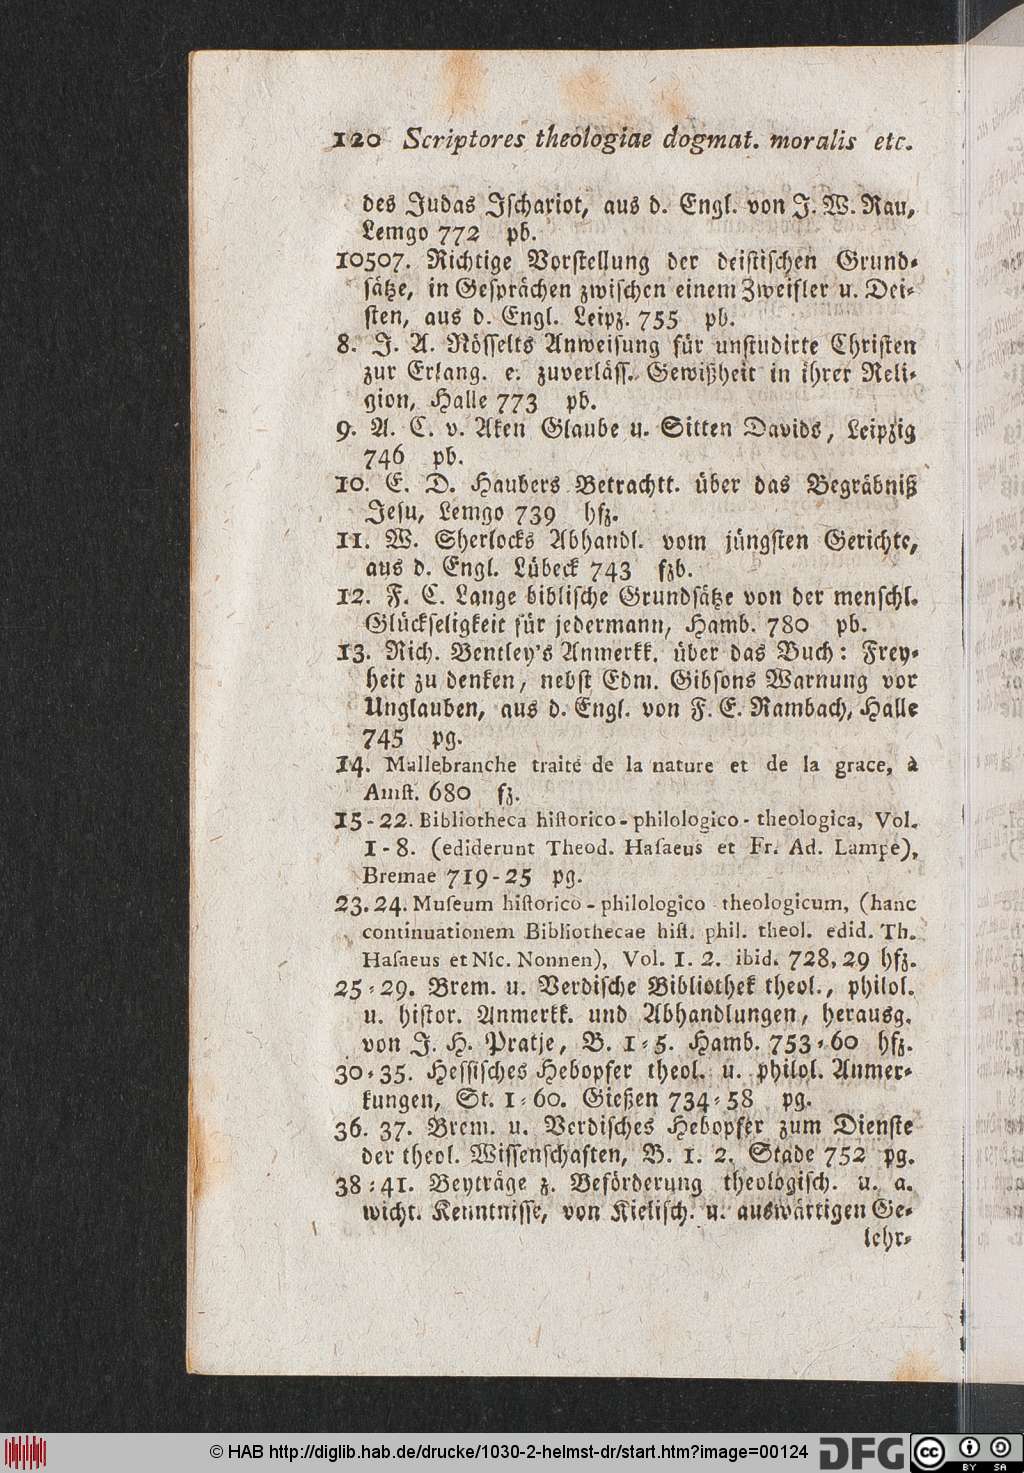 120 Scriptores theologiae dogmat. moralis etc.
des Judas Ischariot, aus d. Engl. von J. W. Rau,
Lemgo 772 pb.
10507. Richtige Vorstellung der deistischen Grund-
sätze, in Gesprächen zwischen einem Zweifler u. Dei-
sten, aus d. Engl. Leipz. 755 pb.
8. J. A. Nösselts Anweisung für unstudirte Christen
zur Erlang. e. zuverläss. Gewißheit in ihrer Reli-
gion, Halle 773 pb.
9. A. C. v. Aken Glaube u. Sitten Davids, Leipzig
746 pb.
10. E. D. Haubers Betrachtt. über das Begräbniß
Jesu, Lemgo 739 hfz.
11. W. Sherlocks Abhandl. vom jüngsten Gerichte,
aus d. Engl. Lübeck 743 fzb.
12. F. C. Lange biblische Grundsätze von der menschl.
Glückseligkeit für jedermann, Hamb. 780 pb.
13. Rich. Bentley's Anmerkk. über das Buch: Frey-
heit zu denken, nebst Edm. Gibsons Warnung vor
Unglauben, aus d. Engl. von F. E. Rambach, Halle
745 pg.
14. Mallebranche traité de la nature et de la grace, à
Amst. 680 fz.
15-22. Bibliotheca historico-philologico-theologica, Vol.
1-8. (ediderunt Theod. Hasaeus et Fr. Ad. Lampe),
Bremae 719-25 pg.
23. 24. Museum historico-philologico theologicum, (hanc
continuationem Bibliothecae hist. phil. theol. edid. Th.
Hasaeus et Nic. Nonnen), Vol. 1. 2. ibid. 728, 29 hfz.
25-29. Brem. u. Verdische Bibliothek theol., philol.
u. histor. Anmerkk. und Abhandlungen, herausg.
von J. H. Pratje, B. 1-5. Hamb. 753-60 hfz.
30-35. Hessisches Hebopfer theol. u. philol. Anmer-
kungen, St. 1-60. Gießen 734-58 pg.
36. 37. Brem. u. Verdisches Hebopfer zum Dienste
der theol. Wissenschaften, B. 1. 2. Stade 752 pg.
38-41. Beyträge z. Beförderung theologisch. u. a.
wicht. Kenntnisse, von Kielisch. u. auswärtigen Ge-
lehr-
© HAB http://diglib.hab.de/drucke/1030-2-helmst-dr/start.htm?image=00124
DFG
cc BY SA